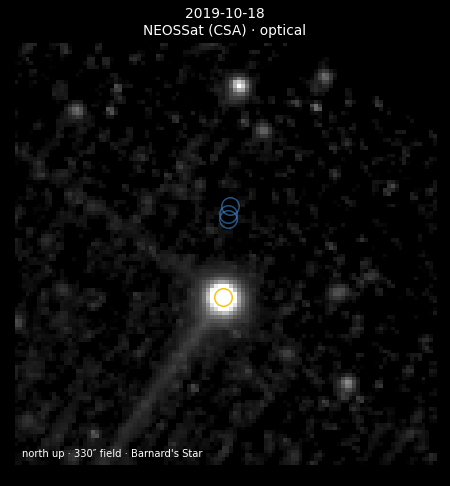 2019-10-18
NEOSSat (CSA) · optical
north up · 330″ field · Barnard's Star